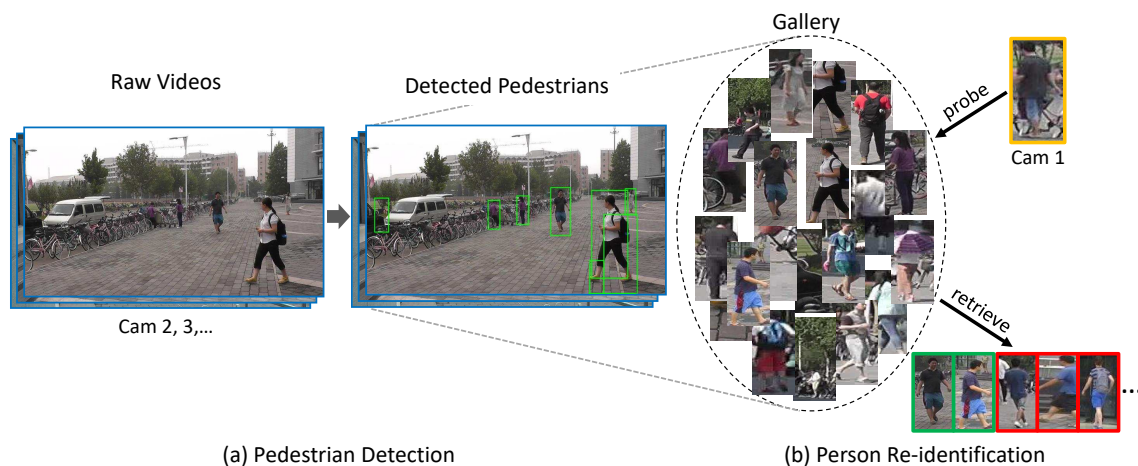 Gallery
Raw Videos
Detected Pedestrians
probe
Cam 1
Cam 2, 3,...
retrieve
...
(a) Pedestrian Detection
(b) Person Re-identification